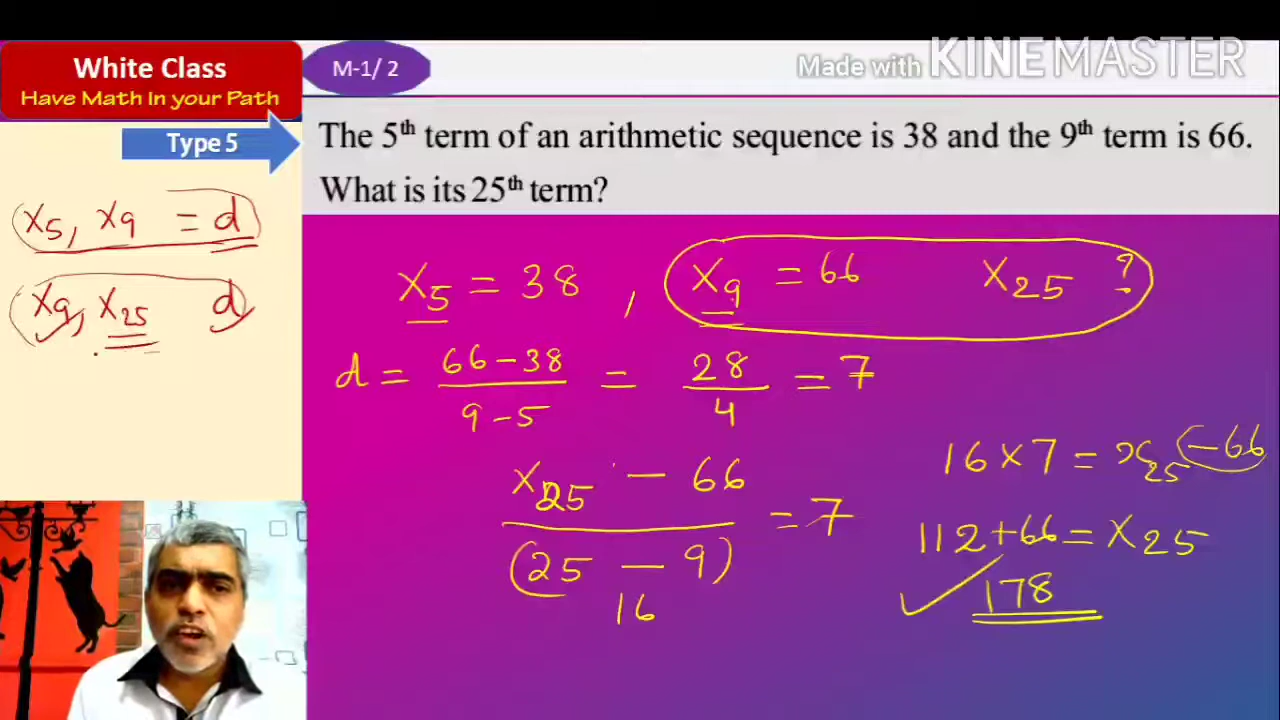 Made with KINEMASTER
White Class
Have Math in your Path
M-1/ 2
Type 5
The 5th term of an arithmetic sequence is 38 and the 9th term is 66.
What is its 25th term?
x5, x9 = d
x9, x25 d
x5 = 38 , x9 = 66 x25 ?
d = 66 - 38 / 9 - 5 = 28 / 4 = 7
x25 - 66 / (25 - 9) = 7
16
16 x 7 = x25 - 66
112 + 66 = x25
178